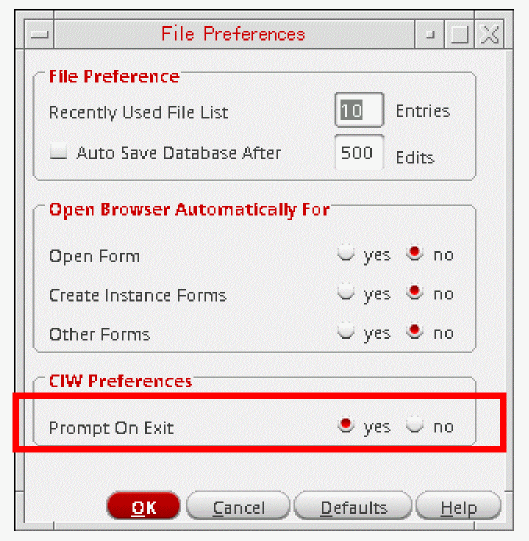 File Preferences
File Preference
Recently Used File List 10 Entries
Auto Save Database After 500 Edits
Open Browser Automatically For
Open Form yes no
Create Instance Forms yes no
Other Forms yes no
CIW Preferences
Prompt On Exit yes no
OK Cancel Defaults Help